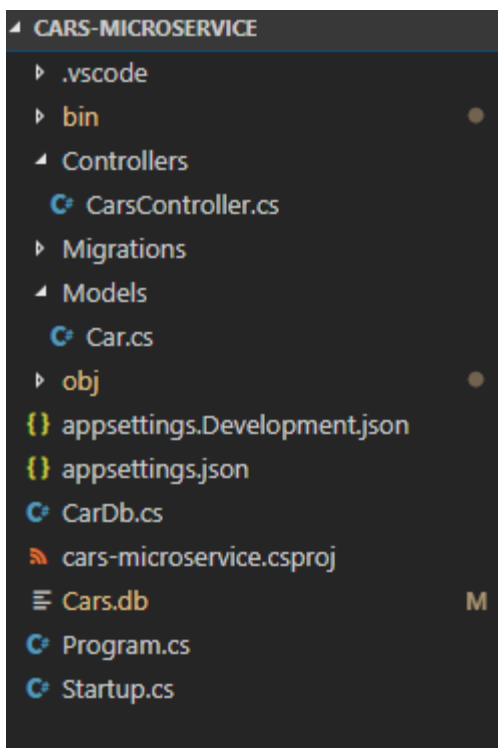 CARS-MICROSERVICE
.vscode
bin
Controllers
C# CarsController.cs
Migrations
Models
C# Car.cs
obj
{} appsettings.Development.json
{} appsettings.json
C# CarDb.cs
cars-microservice.csproj
Cars.db M
C# Program.cs
C# Startup.cs